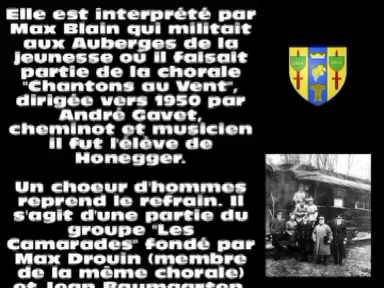 Elle est interprété par
Max Blain qui militait
aux Auberges de la
jeunesse où il faisait
partie de la chorale
"Chantons au Vent",
dirigée vers 1950 par
André Gavet,
cheminot et musicien
il fut l'élève de
Honegger.
Un choeur d'hommes
reprend le refrain. Il
s'agit d'une partie du
groupe "Les
Camarades" fondé par
Max Drouin (membre
de la même chorale)
et Jean Baumgarten,